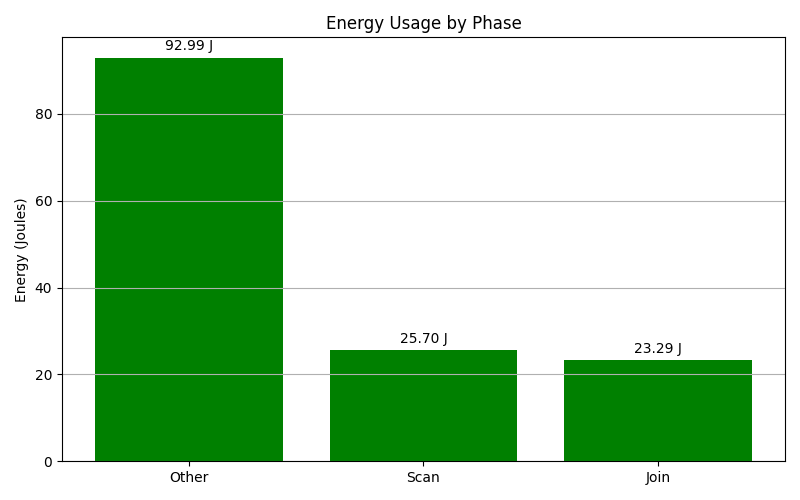 Energy Usage by Phase
92.99 J
25.70 J
23.29 J
80
60
40
20
0
Energy (Joules)
Other
Scan
Join